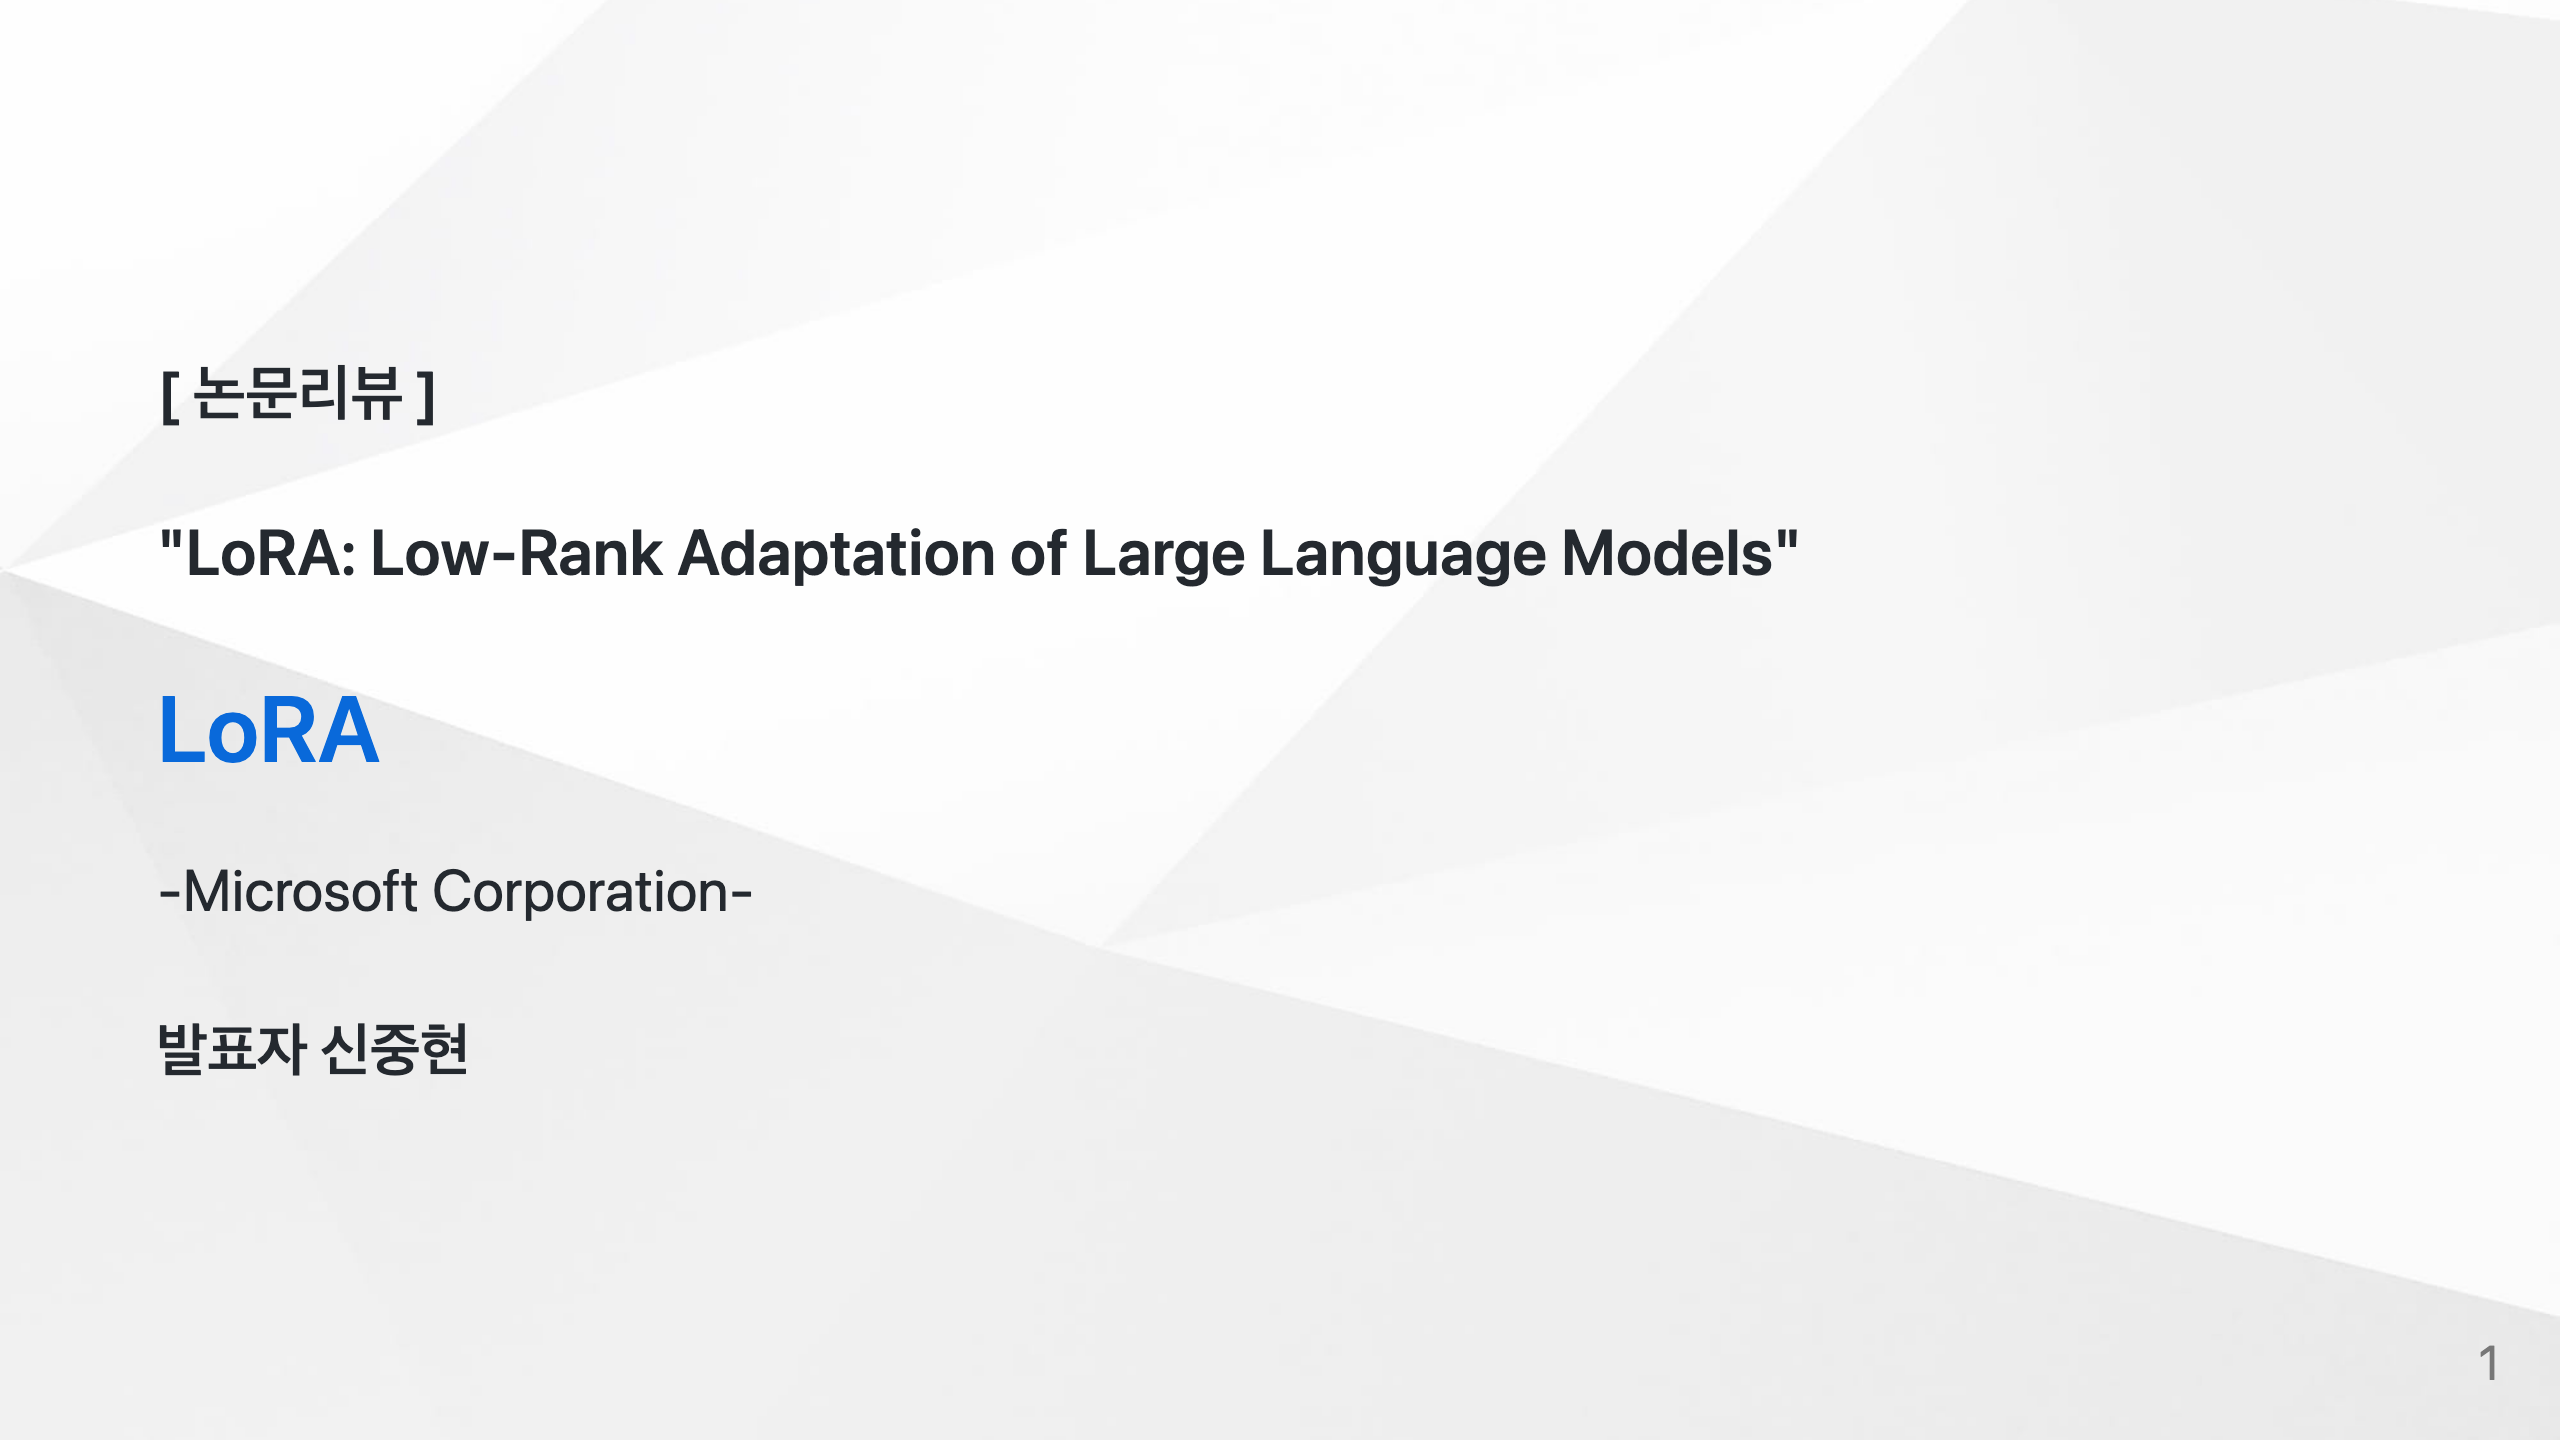 [ 논문리뷰 ]
"LoRA: Low-Rank Adaptation of Large Language Models"
LoRA
-Microsoft Corporation-
발표자 신중현
1